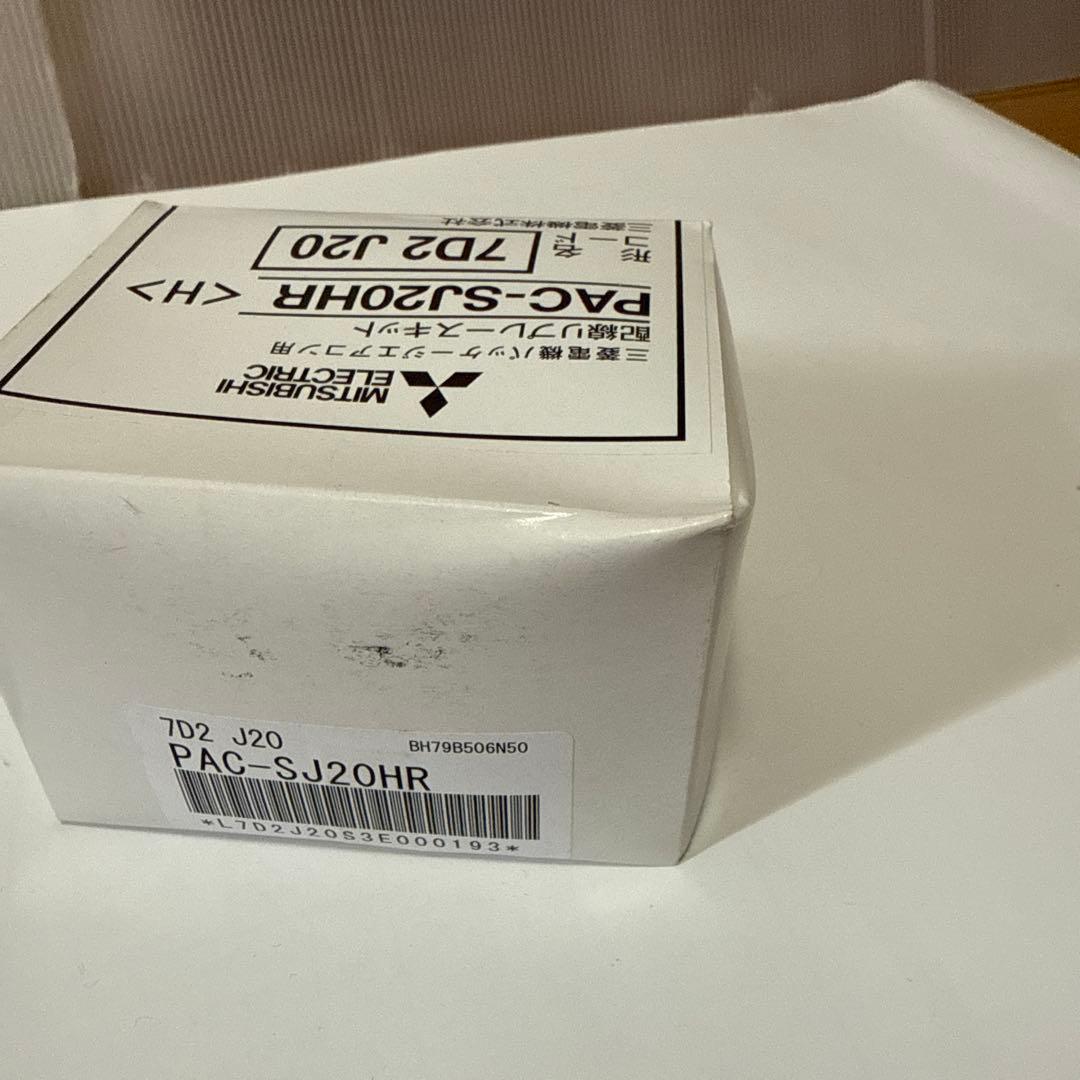 MITSUBISHI
ELECTRIC
三菱電機パッケージエアコン用
配線リプレースキット
PAC-SJ20HR <H>
形名
コード
7D2 J20
三菱電機株式会社
7D2 J20
BH79B506N50
PAC-SJ20HR
*L7D2J20S3E000193*